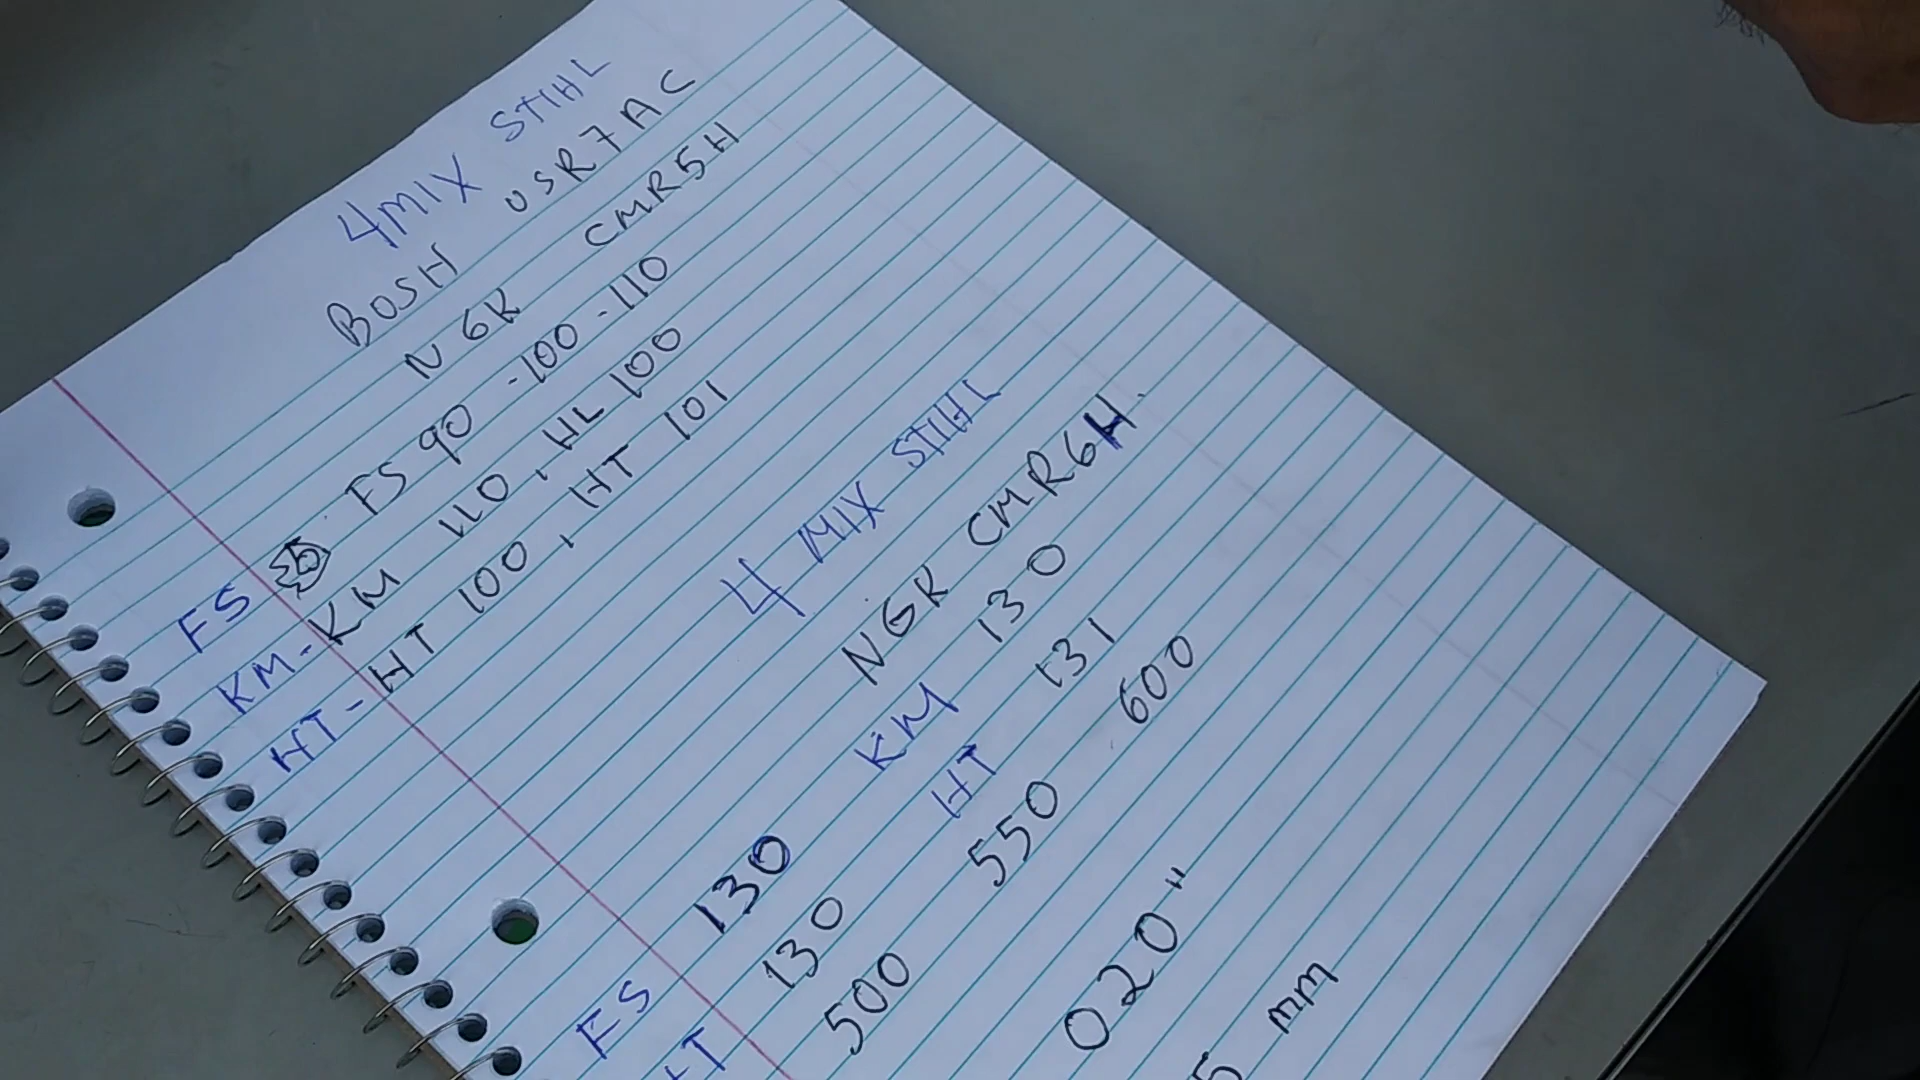 4MIX STIHL
BOSH USR7AC
NGK CMR5H
FS FS 90 -100 -110
KM - KM 110, HL 100
HT - HT 100, HT 101
4 MIX STIHL
NGK CMR6H
FS 130 KM 130
HT 130 HT 131
500 550 600
020"
5 mm